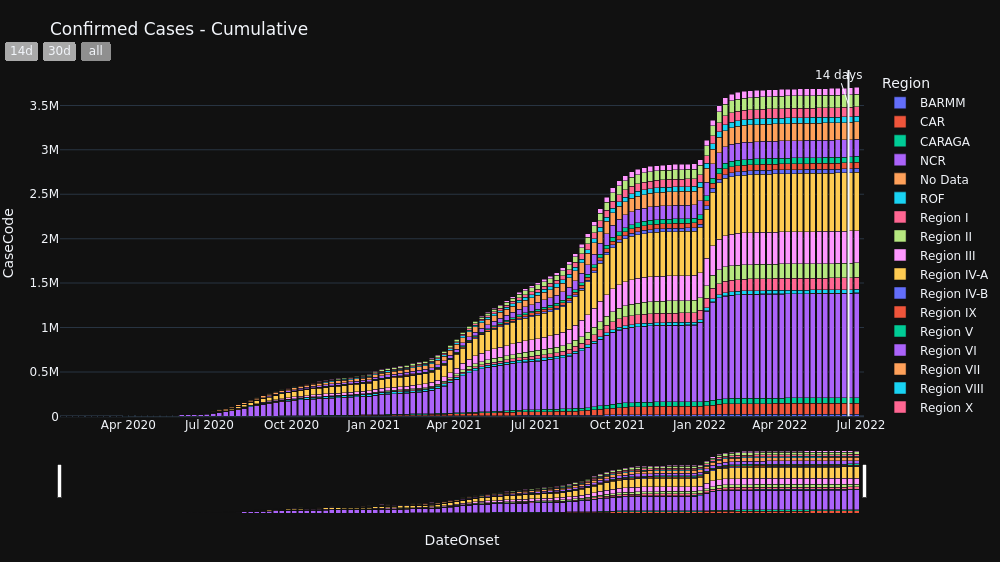 Confirmed Cases - Cumulative
14d 30d all
14 days
Region
BARMM
CAR
CARAGA
NCR
No Data
ROF
Region I
Region II
Region III
Region IV-A
Region IV-B
Region IX
Region V
Region VI
Region VII
Region VIII
Region X
CaseCode
3.5M
3M
2.5M
2M
1.5M
1M
0.5M
0
Apr 2020 Jul 2020 Oct 2020 Jan 2021 Apr 2021 Jul 2021 Oct 2021 Jan 2022 Apr 2022 Jul 2022
DateOnset